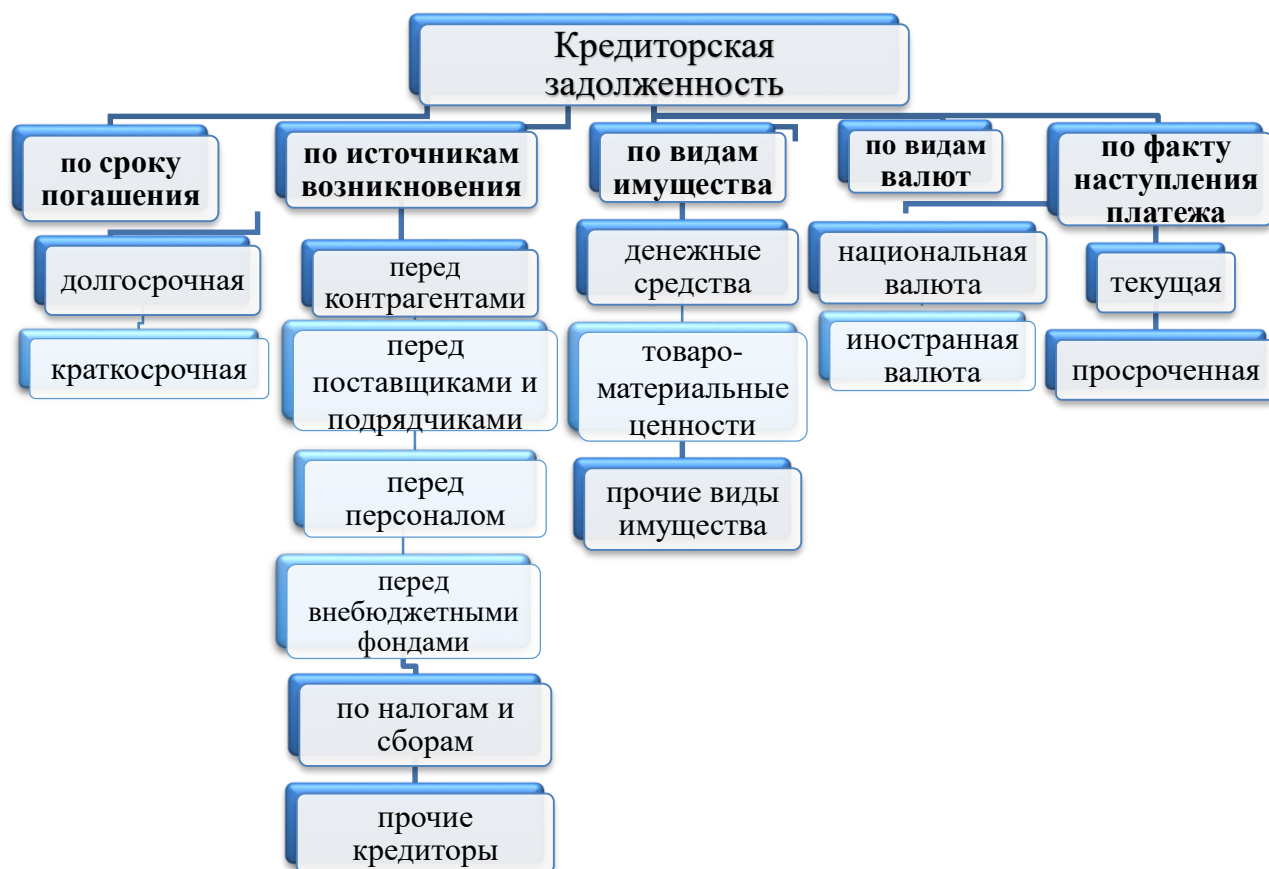 Кредиторская
задолженность
по сроку
погашения
долгосрочная
краткосрочная
по источникам
возникновения
перед
контрагентами
перед
поставщиками и
подрядчиками
перед
персоналом
перед
внебюджетными
фондами
по налогам и
сборам
прочие
кредиторы
по видам
имущества
денежные
средства
товаро-
материальные
ценности
прочие виды
имущества
по видам
валют
национальная
валюта
иностранная
валюта
по факту
наступления
платежа
текущая
просроченная